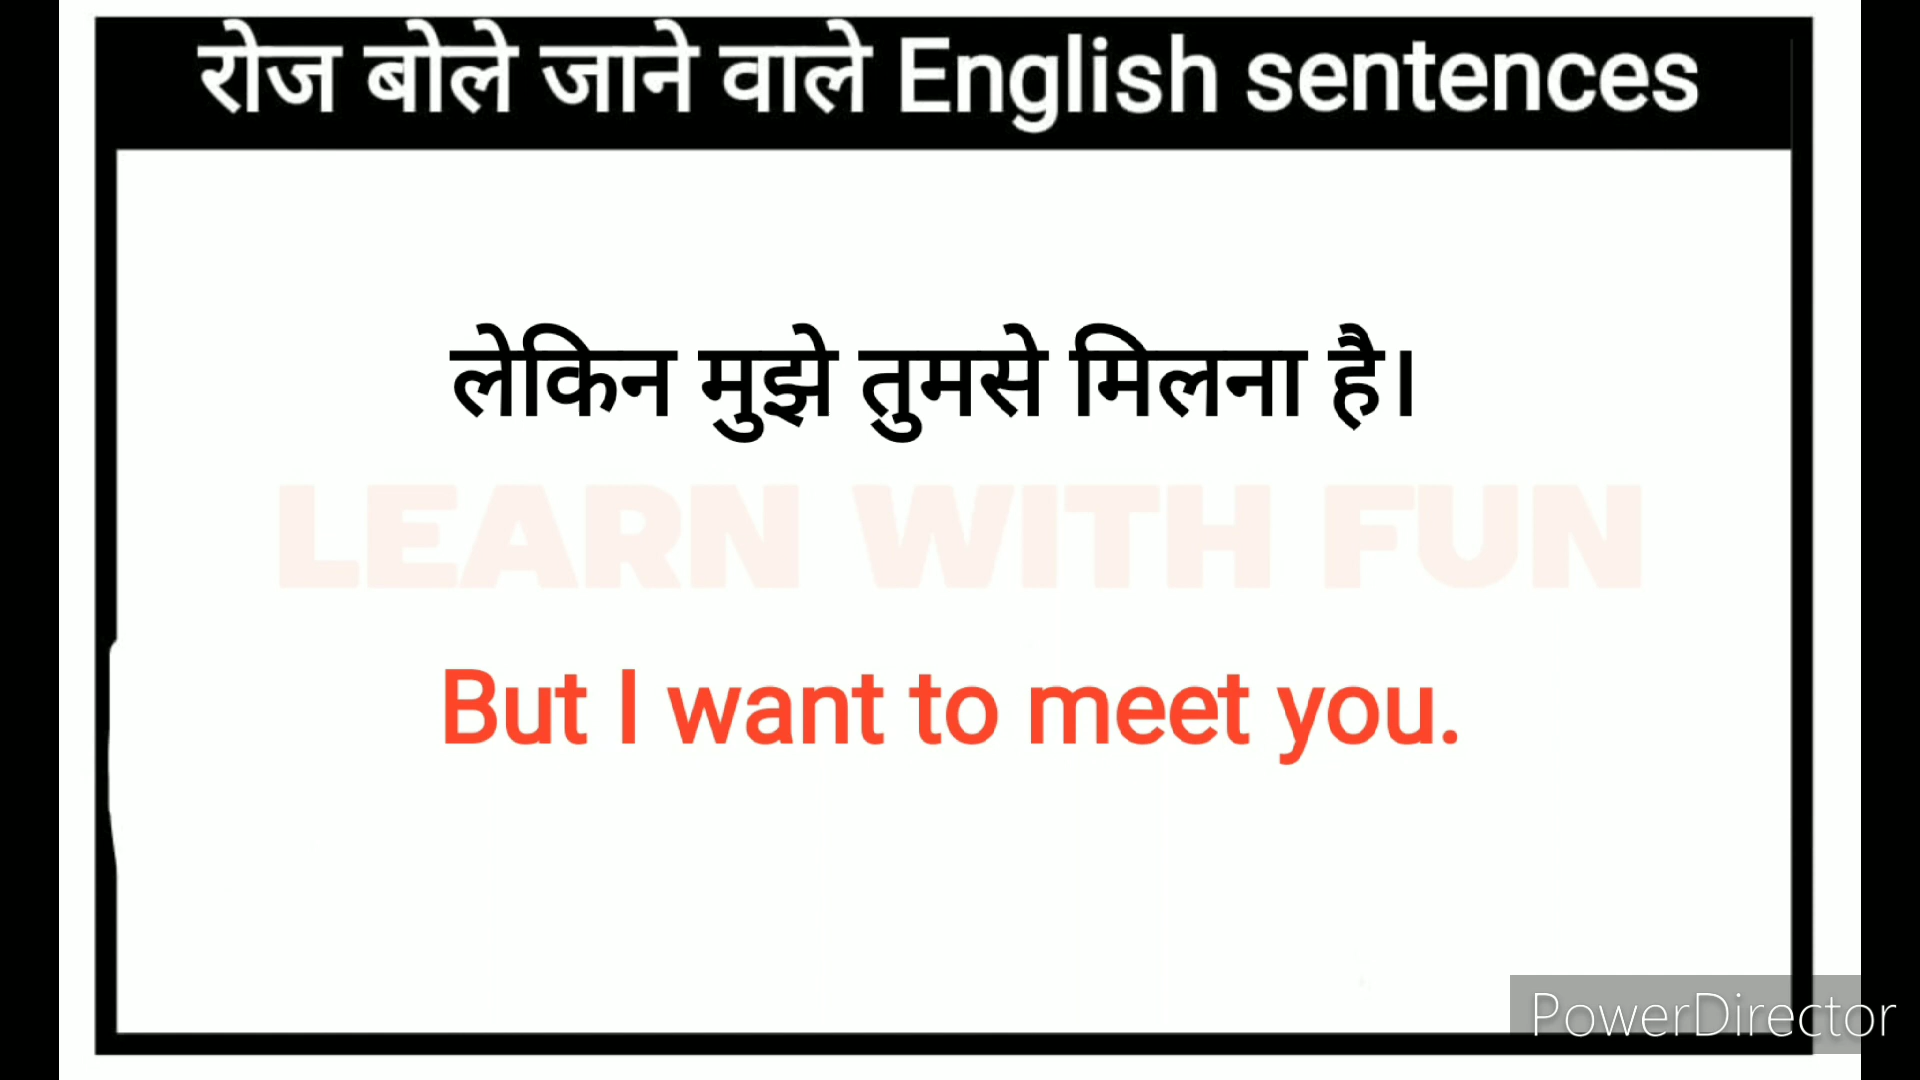 रोज बोले जाने वाले English sentences
लेकिन मुझे तुमसे मिलना है।
LEARN WITH FUN
But I want to meet you.
PowerDirector